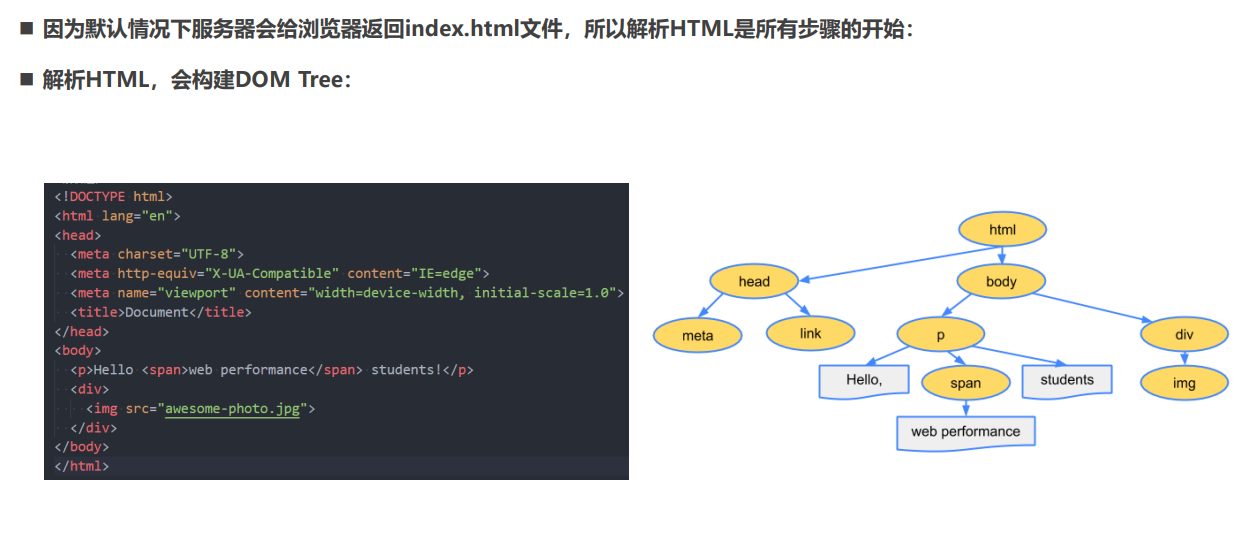 ■ 因为默认情况下服务器会给浏览器返回index.html文件，所以解析HTML是所有步骤的开始：
■ 解析HTML，会构建DOM Tree：
<!DOCTYPE html>
<html lang="en">
<head>
  <meta charset="UTF-8">
  <meta http-equiv="X-UA-Compatible" content="IE=edge">
  <meta name="viewport" content="width=device-width, initial-scale=1.0">
  <title>Document</title>
</head>
<body>
  <p>Hello <span>web performance</span> students!</p>
  <div>
    <img src="awesome-photo.jpg">
  </div>
</body>
</html>
html
head
body
meta
link
p
div
Hello,
span
students
img
web performance